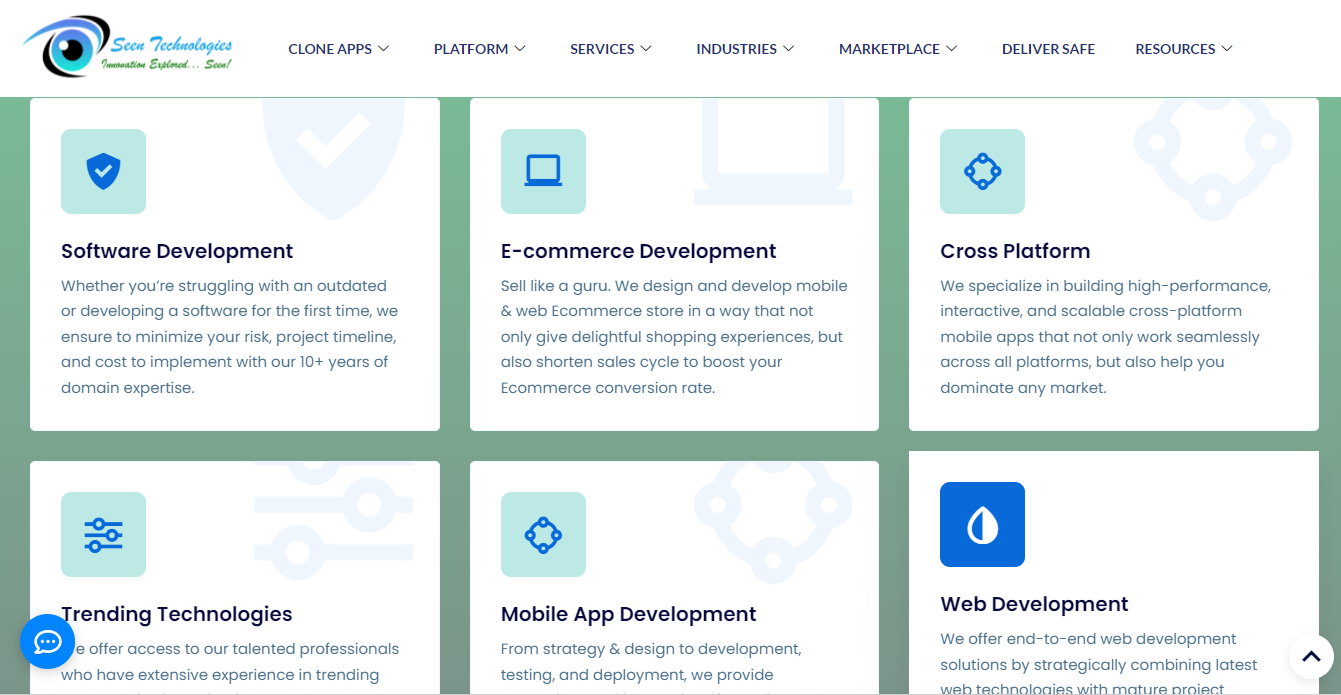 Seen Technologies
Innovation Explored... Seen!
CLONE APPS
PLATFORM
SERVICES
INDUSTRIES
MARKETPLACE
DELIVER SAFE
RESOURCES
Software Development
Whether you’re struggling with an outdated
or developing a software for the first time, we
ensure to minimize your risk, project timeline,
and cost to implement with our 10+ years of
domain expertise.
E-commerce Development
Sell like a guru. We design and develop mobile
& web Ecommerce store in a way that not
only give delightful shopping experiences, but
also shorten sales cycle to boost your
Ecommerce conversion rate.
Cross Platform
We specialize in building high-performance,
interactive, and scalable cross-platform
mobile apps that not only work seamlessly
across all platforms, but also help you
dominate any market.
Trending Technologies
We offer access to our talented professionals
who have extensive experience in trending
Mobile App Development
From strategy & design to development,
testing, and deployment, we provide
Web Development
We offer end-to-end web development
solutions by strategically combining latest
web technologies with mature project